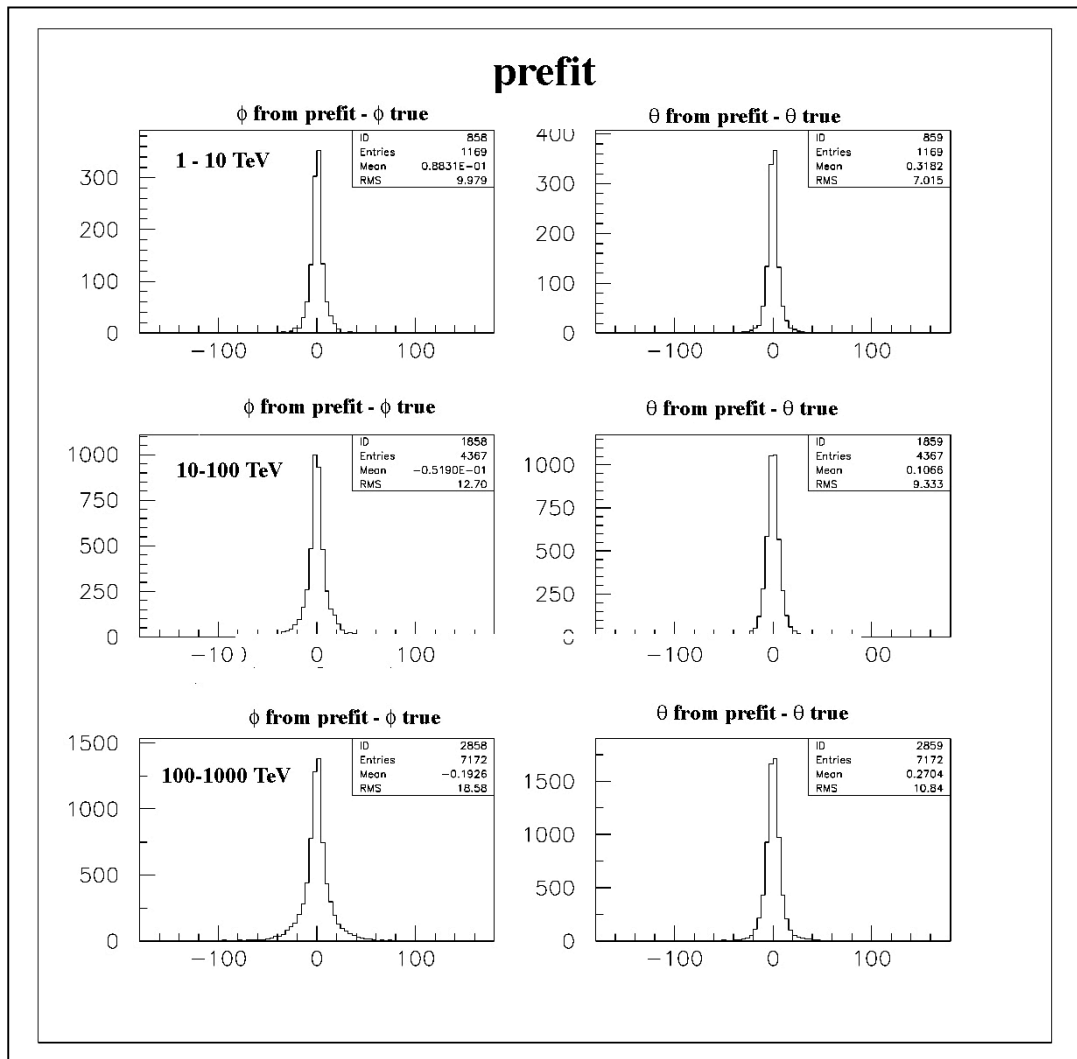 prefit
φ from prefit - φ true
θ from prefit - θ true
1 - 10 TeV
ID 858
Entries 1169
Mean 0.8831E-01
RMS 9.979
300
200
100
0
-100 0 100
ID 859
Entries 1169
Mean 0.3182
RMS 7.015
400
300
200
100
0
-100 0 100
φ from prefit - φ true
θ from prefit - θ true
10-100 TeV
ID 1858
Entries 4367
Mean -0.5190E-01
RMS 12.70
1000
750
500
250
0
-100 0 100
ID 1859
Entries 4367
Mean 0.1066
RMS 9.333
1000
750
500
250
0
-100 0 00
φ from prefit - φ true
θ from prefit - θ true
100-1000 TeV
ID 2858
Entries 7172
Mean -0.1926
RMS 18.58
1500
1000
500
0
-100 0 100
ID 2859
Entries 7172
Mean 0.2704
RMS 10.84
1500
1000
500
0
-100 0 100